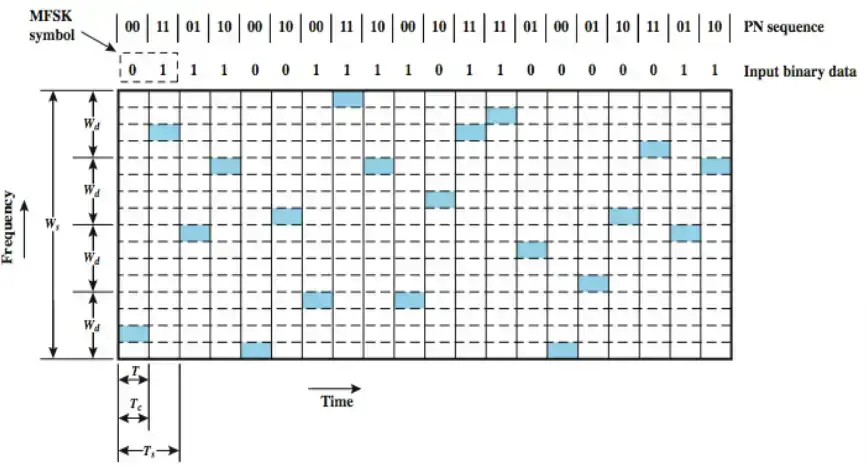 MFSK symbol
00 11 01 10 00 10 00 11 10 00 10 11 11 01 00 01 10 11 01 10 PN sequence
0 1 1 1 0 0 1 1 1 1 0 1 1 0 0 0 0 0 1 1 Input binary data
Frequency
Ws
Wd
Wd
Wd
Wd
T
Tc
Ts
Time